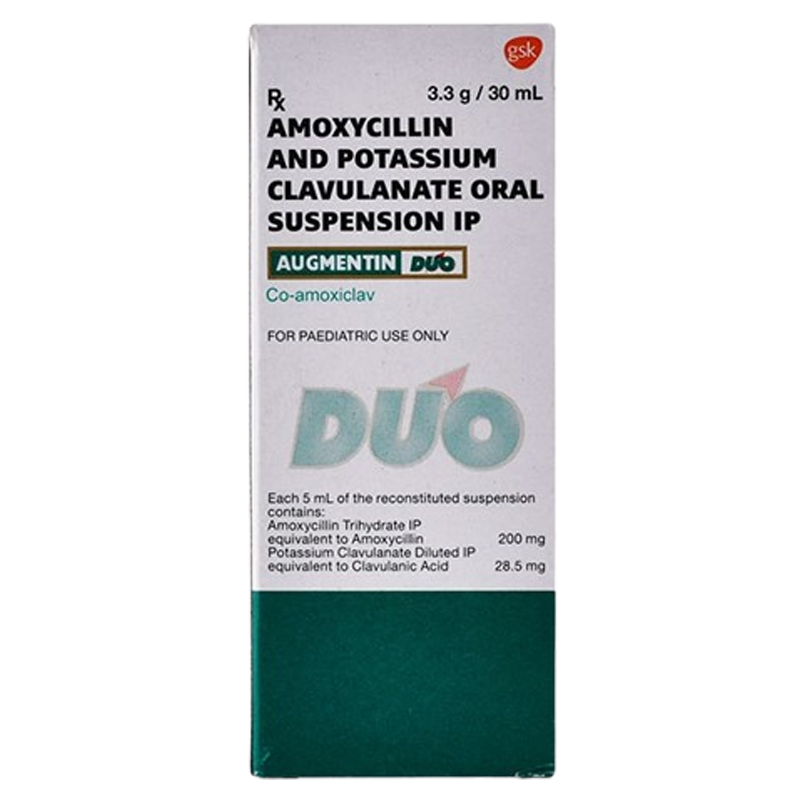 gsk
Rx 3.3 g / 30 mL
AMOXYCILLIN
AND POTASSIUM
CLAVULANATE ORAL
SUSPENSION IP
AUGMENTIN DUO
Co-amoxiclav
FOR PAEDIATRIC USE ONLY
DUO
Each 5 mL of the reconstituted suspension
contains:
Amoxycillin Trihydrate IP
equivalent to Amoxycillin 200 mg
Potassium Clavulanate Diluted IP
equivalent to Clavulanic Acid 28.5 mg